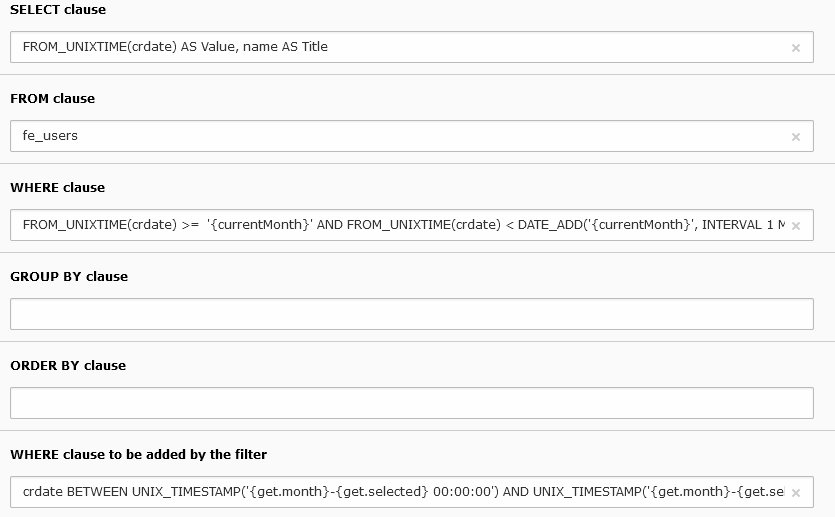 SELECT clause
FROM_UNIXTIME(crdate) AS Value, name AS Title
FROM clause
fe_users
WHERE clause
FROM_UNIXTIME(crdate) >=  '{currentMonth}' AND FROM_UNIXTIME(crdate) < DATE_ADD('{currentMonth}', INTERVAL 1 M
GROUP BY clause
ORDER BY clause
WHERE clause to be added by the filter
crdate BETWEEN UNIX_TIMESTAMP('{get.month}-{get.selected} 00:00:00') AND UNIX_TIMESTAMP('{get.month}-{get.sel